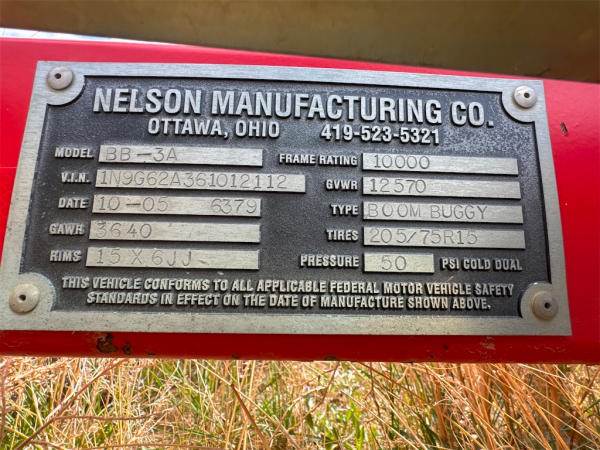 NELSON MANUFACTURING CO.
OTTAWA, OHIO 419-523-5321
MODEL BB-3A FRAME RATING 10000
V.I.N. 1N9G62A361012112 GVWR 12570
DATE 10-05 6379 TYPE BOOM BUGGY
GAWR 3640 TIRES 205/75R15
RIMS 15 X 6JJ PRESSURE 50 PSI COLD DUAL
THIS VEHICLE CONFORMS TO ALL APPLICABLE FEDERAL MOTOR VEHICLE SAFETY
STANDARDS IN EFFECT ON THE DATE OF MANUFACTURE SHOWN ABOVE.